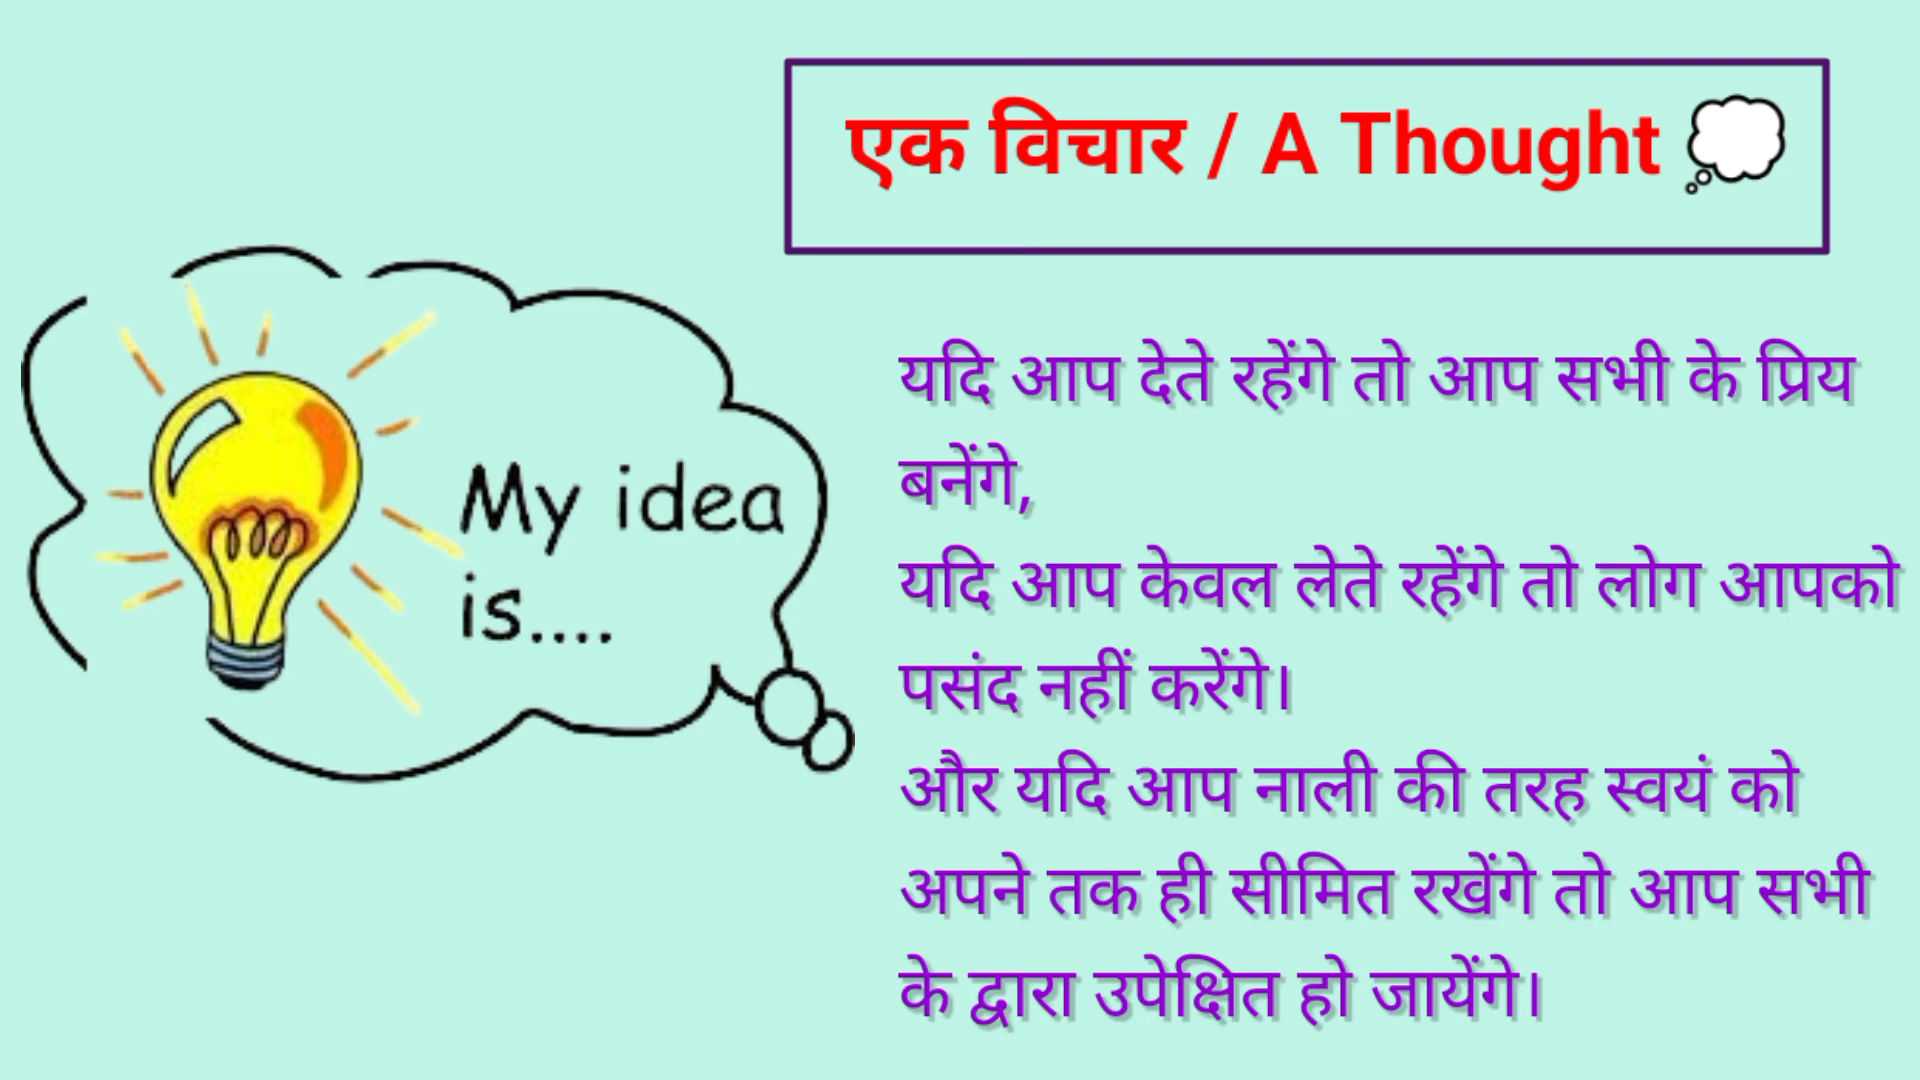 एक विचार / A Thought
My idea
is....
यदि आप देते रहेंगे तो आप सभी के प्रिय
बनेंगे,
यदि आप केवल लेते रहेंगे तो लोग आपको
पसंद नहीं करेंगे।
और यदि आप नाली की तरह स्वयं को
अपने तक ही सीमित रखेंगे तो आप सभी
के द्वारा उपेक्षित हो जायेंगे।